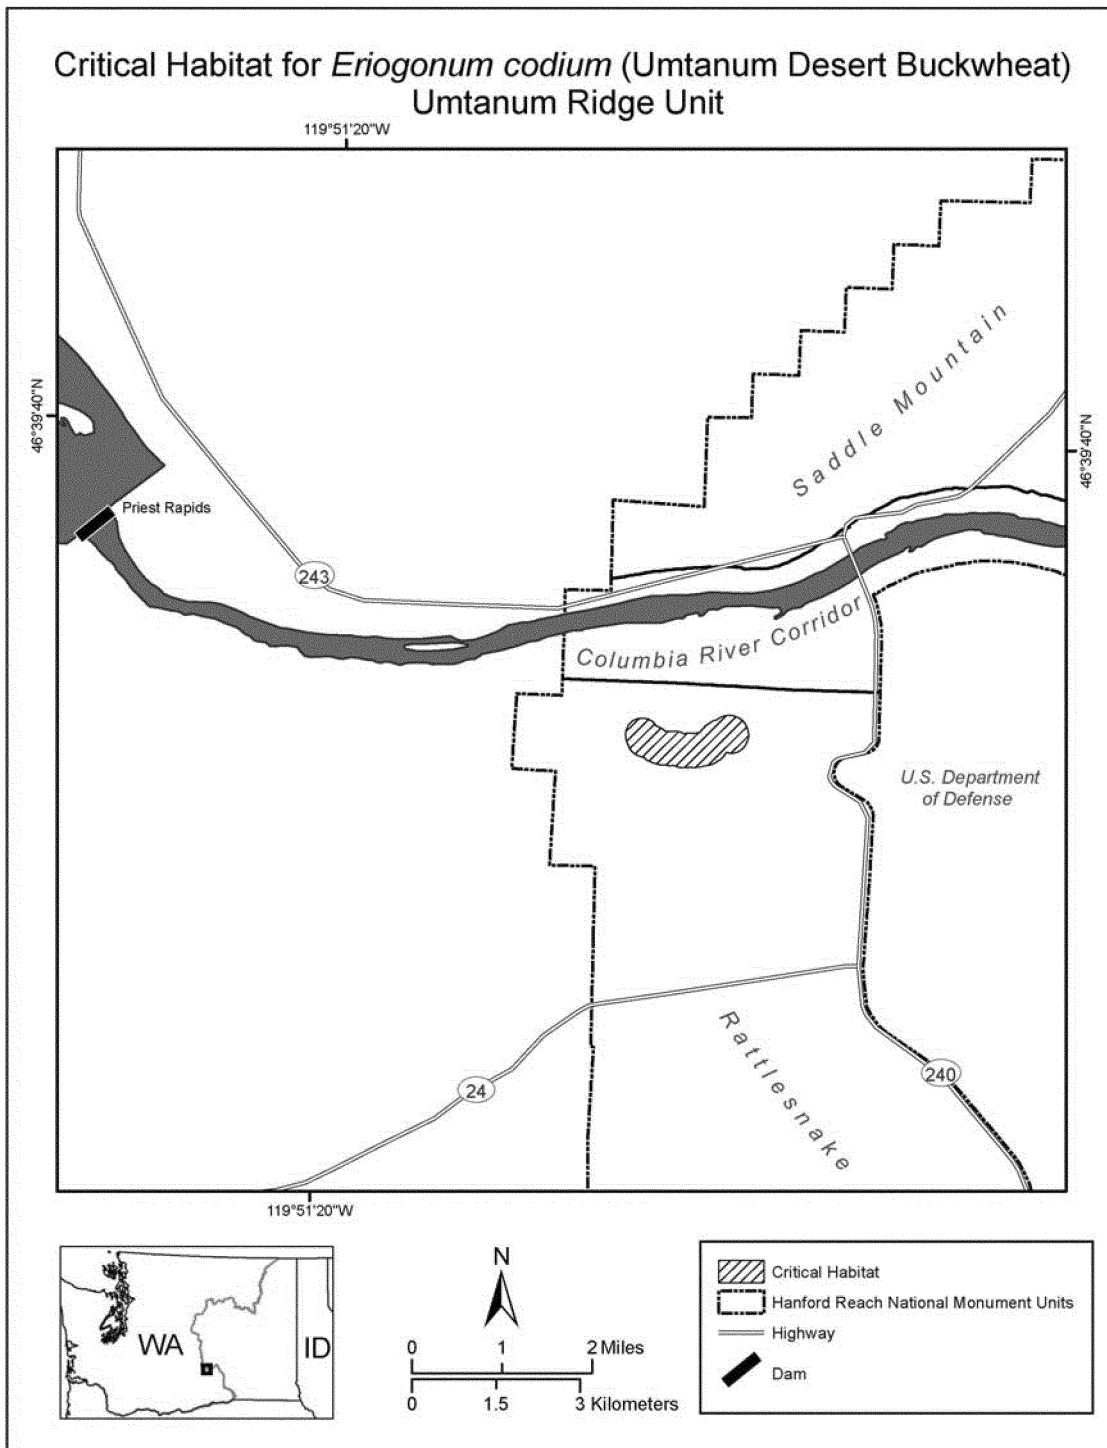 Critical Habitat for Eriogonum codium (Umtanum Desert Buckwheat)
Umtanum Ridge Unit
119°51'20"W
46°39'40"N
46°39'40"N
Saddle Mountain
Priest Rapids
243
Columbia River Corridor
U.S. Department
of Defense
Rattlesnake
24
240
119°51'20"W
WA
ID
N
0 1 2 Miles
0 1.5 3 Kilometers
Critical Habitat
Hanford Reach National Monument Units
Highway
Dam